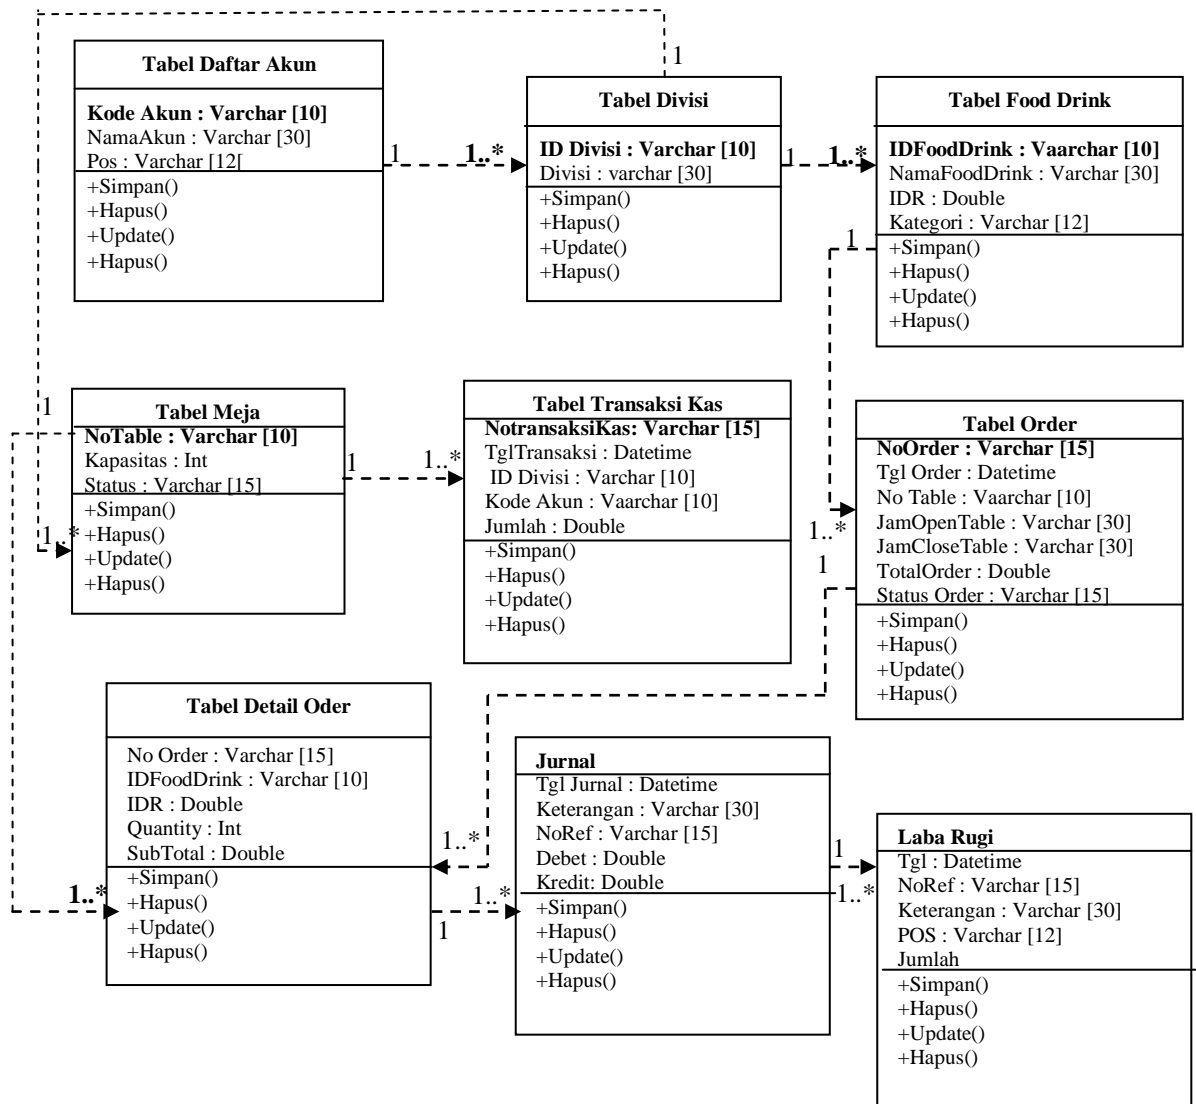 Tabel Daftar Akun
Kode Akun : Varchar [10]
NamaAkun : Varchar [30]
Pos : Varchar [12[
+Simpan()
+Hapus()
+Update()
+Hapus()
1
1..*
1
Tabel Divisi
ID Divisi : Varchar [10]
Divisi : varchar [30]
+Simpan()
+Hapus()
+Update()
+Hapus()
1
1..*
Tabel Food Drink
IDFoodDrink : Vaarchar [10]
NamaFoodDrink : Varchar [30]
IDR : Double
Kategori : Varchar [12]
+Simpan()
+Hapus()
+Update()
+Hapus()
1
1
Tabel Meja
NoTable : Varchar [10]
Kapasitas : Int
Status : Varchar [15]
+Simpan()
+Hapus()
+Update()
+Hapus()
1..*
1
1..*
Tabel Transaksi Kas
NotransaksiKas: Varchar [15]
TglTransaksi : Datetime
ID Divisi : Varchar [10]
Kode Akun : Vaarchar [10]
Jumlah : Double
+Simpan()
+Hapus()
+Update()
+Hapus()
Tabel Order
NoOrder : Varchar [15]
Tgl Order : Datetime
No Table : Vaarchar [10]
JamOpenTable : Varchar [30]
JamCloseTable : Varchar [30]
TotalOrder : Double
Status Order : Varchar [15]
+Simpan()
+Hapus()
+Update()
+Hapus()
1..*
1
Tabel Detail Oder
No Order : Varchar [15]
IDFoodDrink : Varchar [10]
IDR : Double
Quantity : Int
SubTotal : Double
+Simpan()
+Hapus()
+Update()
+Hapus()
1..*
1..*
1..*
1
Jurnal
Tgl Jurnal : Datetime
Keterangan : Varchar [30]
NoRef : Varchar [15]
Debet : Double
Kredit: Double
+Simpan()
+Hapus()
+Update()
+Hapus()
1
1..*
Laba Rugi
Tgl : Datetime
NoRef : Varchar [15]
Keterangan : Varchar [30]
POS : Varchar [12]
Jumlah
+Simpan()
+Hapus()
+Update()
+Hapus()